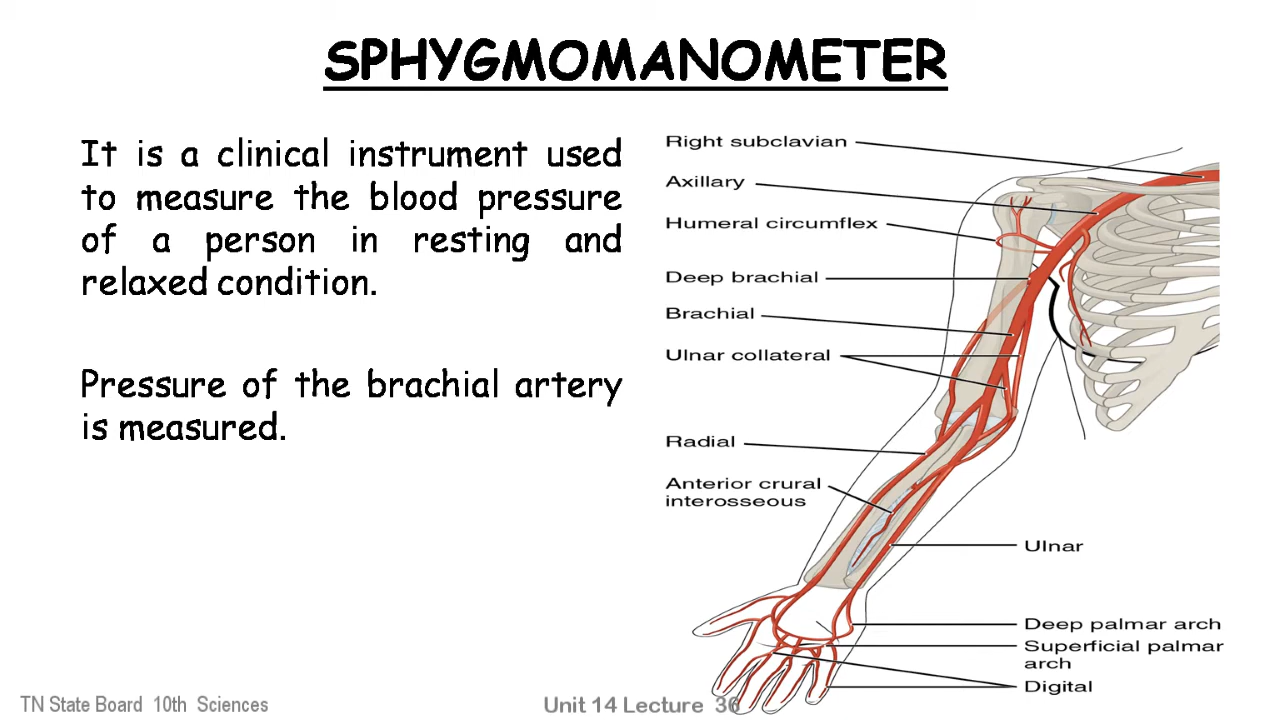 SPHYGMOMANOMETER
It is a clinical instrument used
to measure the blood pressure
of a person in resting and
relaxed condition.
Pressure of the brachial artery
is measured.
Right subclavian
Axillary
Humeral circumflex
Deep brachial
Brachial
Ulnar collateral
Radial
Anterior crural
interosseous
Ulnar
Deep palmar arch
Superficial palmar
arch
Digital
TN State Board 10th Sciences
Unit 14 Lecture 36